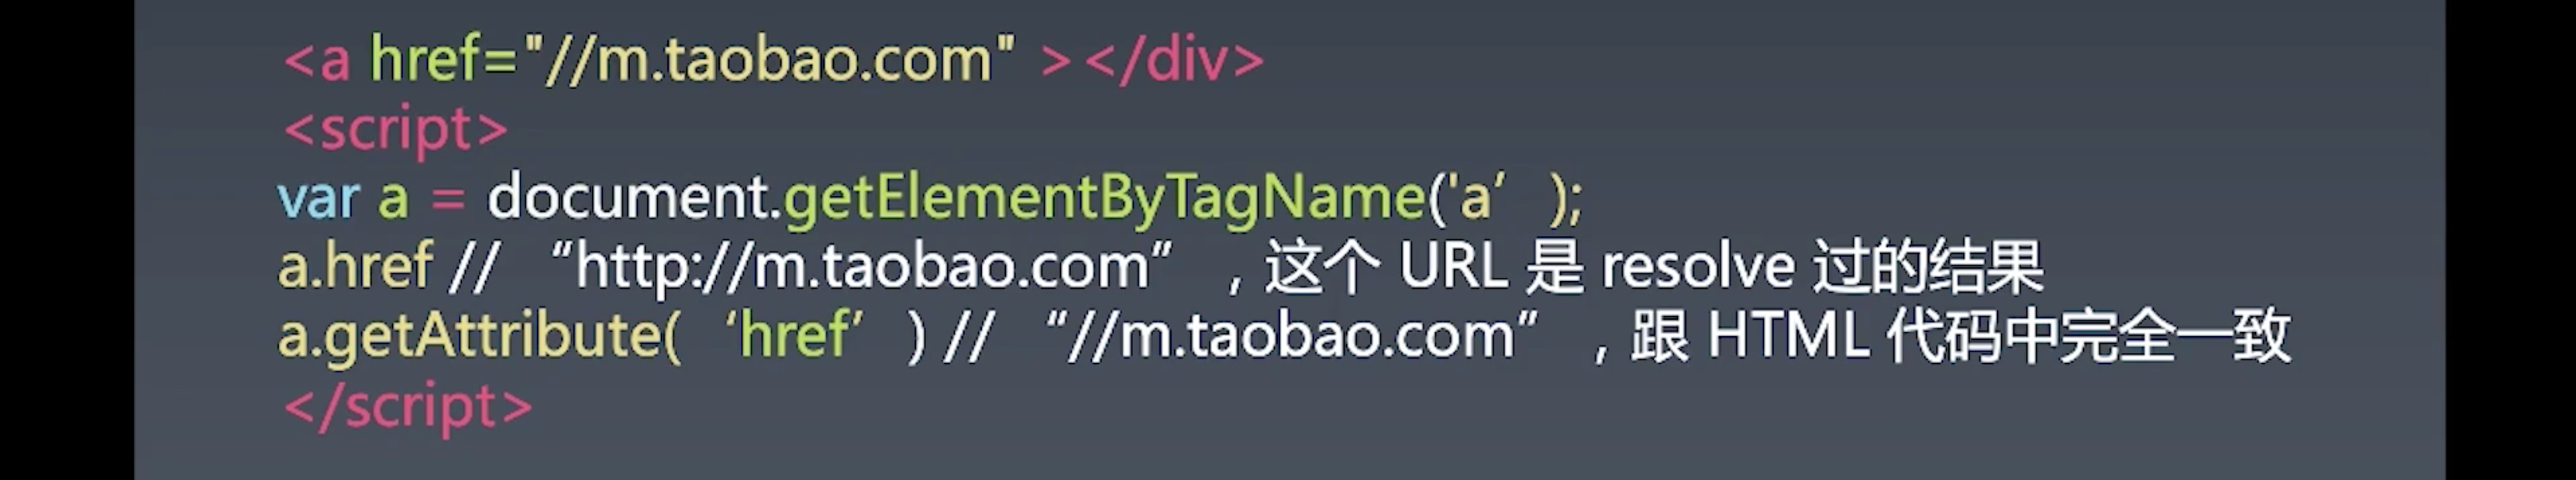 <a href="//m.taobao.com" ></div>
<script>
var a = document.getElementByTagName('a’ );
a.href // “http://m.taobao.com” , 这个 URL 是 resolve 过的结果
a.getAttribute( ‘href’ ) // “//m.taobao.com” , 跟 HTML 代码中完全一致
</script>